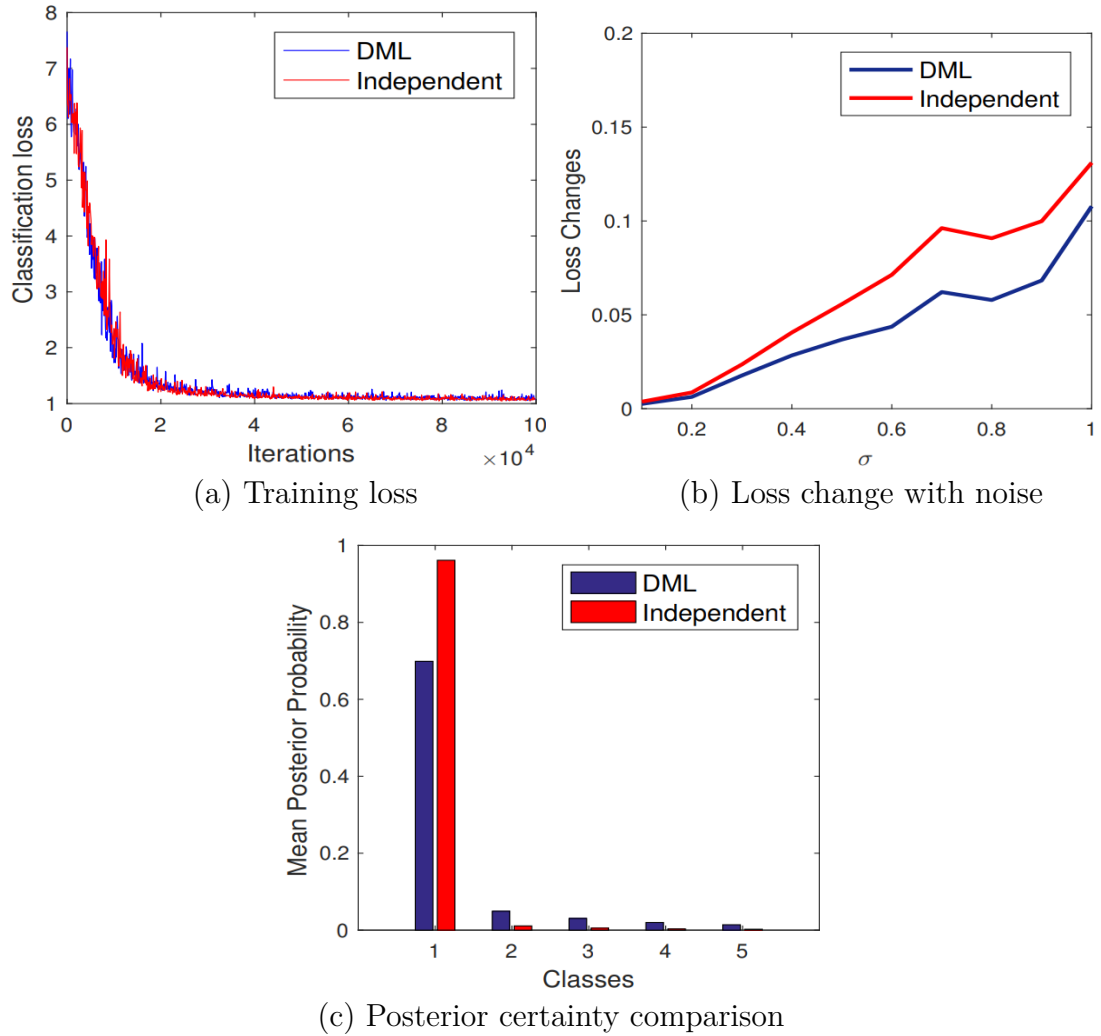 8
7
6
5
4
3
2
1
Classification loss
DML
Independent
0 2 4 6 8 10
Iterations
×10⁴
(a) Training loss
0.2
0.15
0.1
0.05
0
Loss Changes
DML
Independent
0.2 0.4 0.6 0.8 1
σ
(b) Loss change with noise
1
0.8
0.6
0.4
0.2
0
Mean Posterior Probability
DML
Independent
1 2 3 4 5
Classes
(c) Posterior certainty comparison